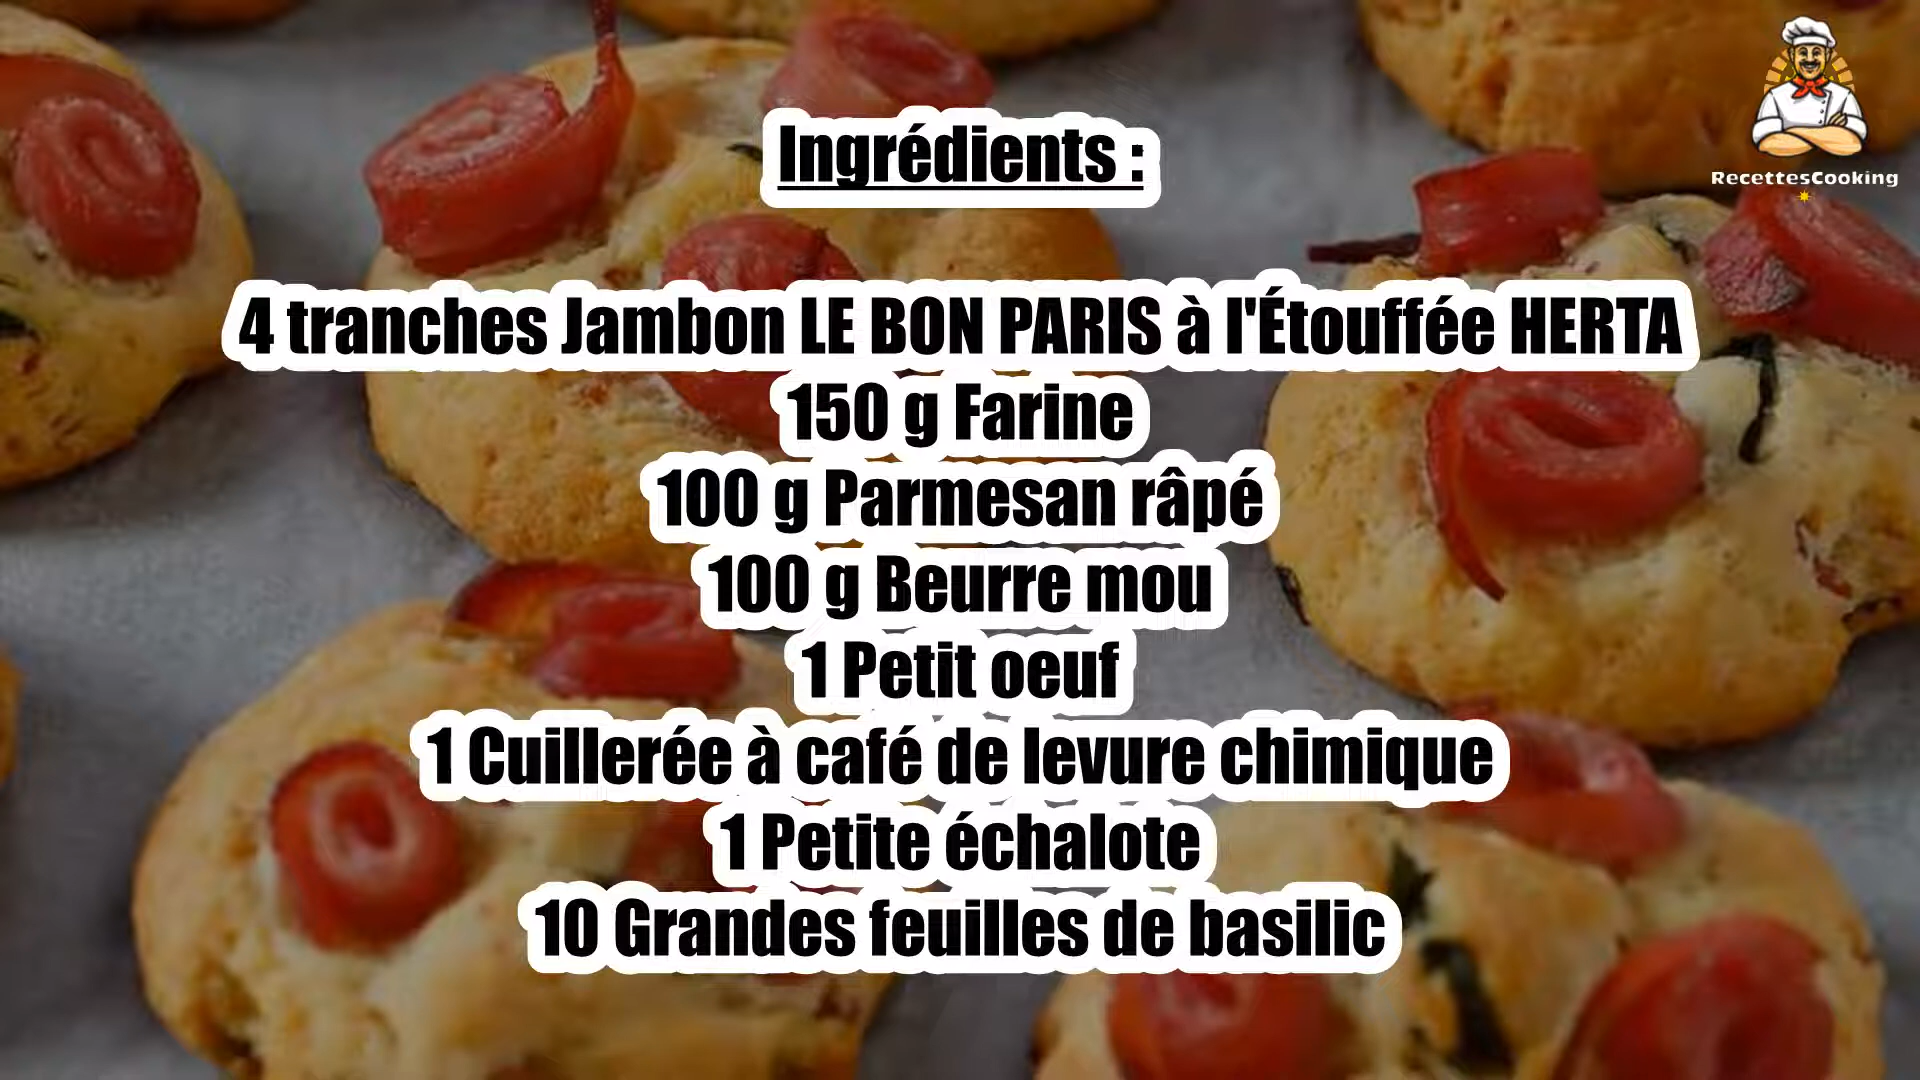 Ingrédients :
RecettesCooking
4 tranches Jambon LE BON PARIS à l'Étouffée HERTA
150 g Farine
100 g Parmesan râpé
100 g Beurre mou
1 Petit oeuf
1 Cuillerée à café de levure chimique
1 Petite échalote
10 Grandes feuilles de basilic